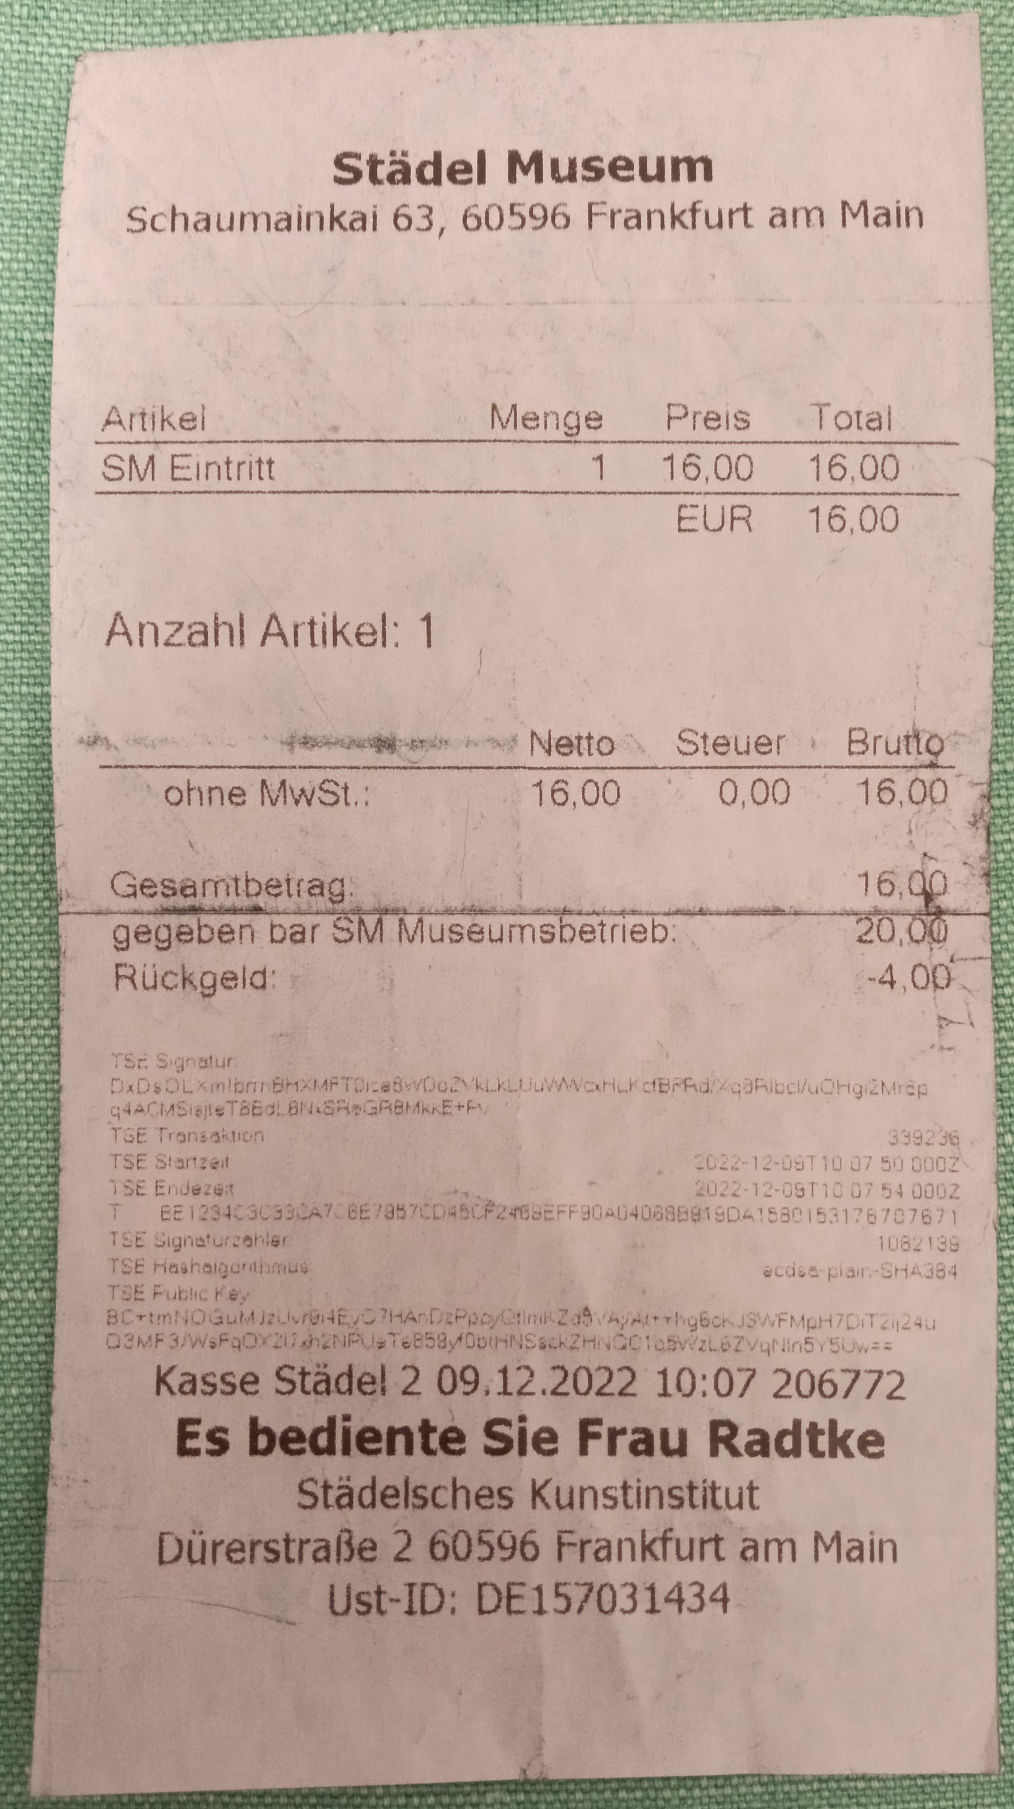 Städel Museum
Schaumainkai 63, 60596 Frankfurt am Main
Artikel Menge Preis Total
SM Eintritt 1 16,00 16,00
EUR 16,00
Anzahl Artikel: 1
Netto Steuer Brutto
ohne MwSt.: 16,00 0,00 16,00
Gesamtbetrag: 16,00
gegeben bar SM Museumsbetrieb: 20,00
Rückgeld: -4,00
TSE Signatur
TSE Transaktion 339236
TSE Startzeit 2022-12-09T10 07 50 000Z
TSE Endezeit 2022-12-09T10 07 54 000Z
T
TSE Signaturzähler 1082139
TSE Hashalgorithmus ecdsa-plain-SHA384
TSE Public Key
Kasse Städel 2 09.12.2022 10:07 206772
Es bediente Sie Frau Radtke
Städelsches Kunstinstitut
Dürerstraße 2 60596 Frankfurt am Main
Ust-ID: DE157031434